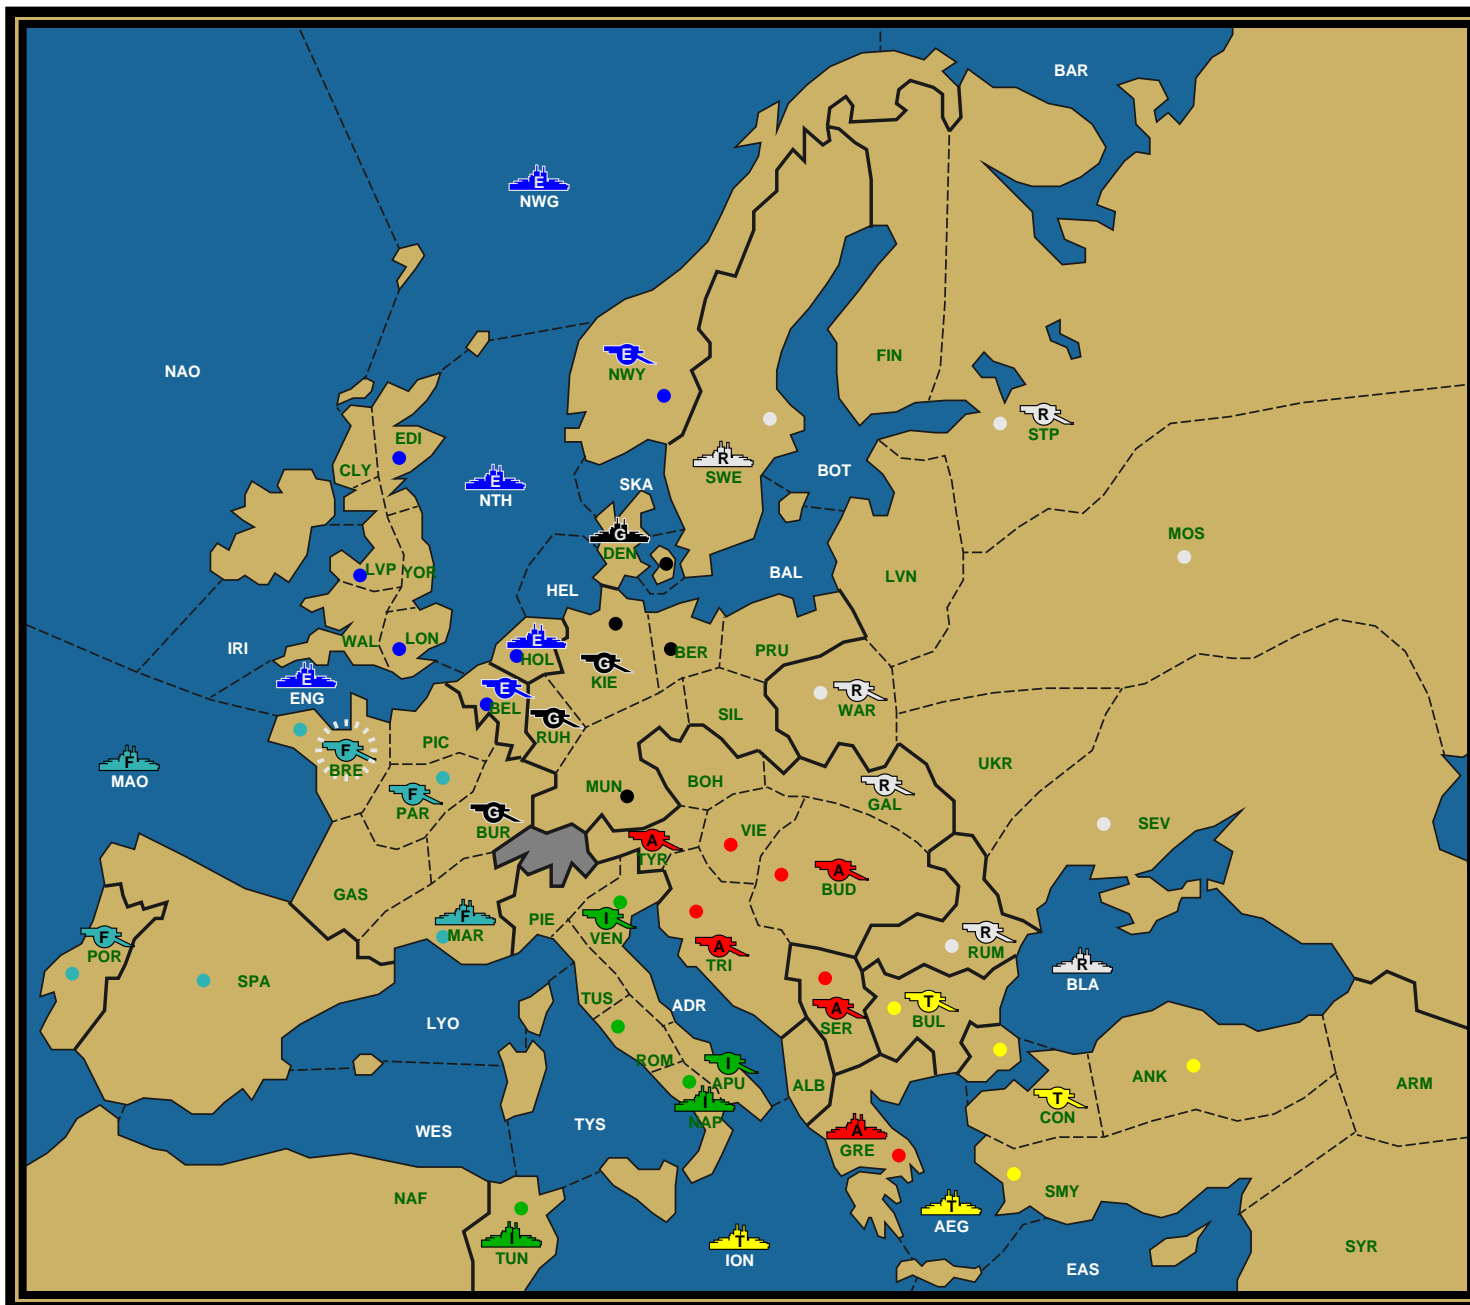 BAR
E
NWG
NAO
E
NWY
FIN
R
STP
EDI
CLY
R
SWE
BOT
E
NTH
SKA
MOS
G
DEN
LVP
YOR
HEL
BAL
LVN
IRI
WAL
LON
E
HOL
G
KIE
BER
PRU
E
ENG
E
BEL
R
WAR
G
RUH
SIL
PIC
F
BRE
F
MAO
UKR
F
PAR
MUN
BOH
R
GAL
G
BUR
VIE
SEV
A
TYR
A
BUD
GAS
F
MAR
PIE
I
VEN
F
POR
A
TRI
R
RUM
SPA
R
BLA
TUS
ADR
A
SER
T
BUL
LYO
ROM
I
APU
ALB
ANK
ARM
I
NAP
T
CON
WES
TYS
A
GRE
NAF
SMY
T
AEG
I
TUN
T
ION
EAS
SYR